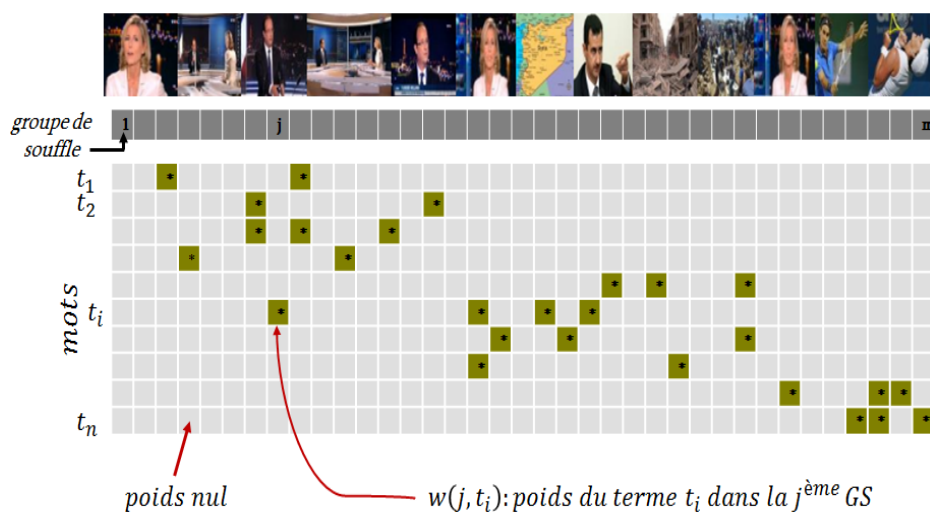 groupe de
souffle
1 j m
t₁
t₂
mots
tᵢ
tₙ
poids nul
w(j, tᵢ): poids du terme tᵢ dans la jᵉ̀ᵐᵉ GS